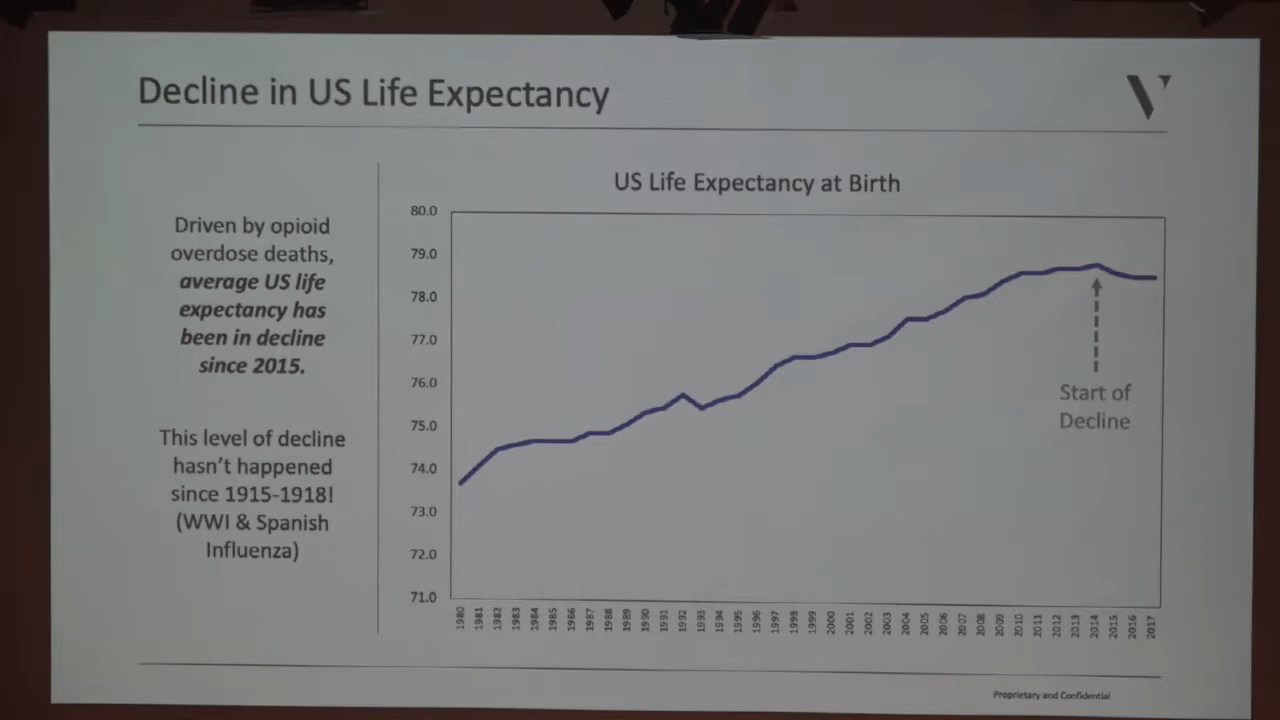 Decline in US Life Expectancy
Driven by opioid
overdose deaths,
average US life
expectancy has
been in decline
since 2015.
This level of decline
hasn't happened
since 1915-1918!
(WWI & Spanish
Influenza)
US Life Expectancy at Birth
80.0
79.0
78.0
77.0
76.0
75.0
74.0
73.0
72.0
71.0
Start of
Decline
1980 1981 1982 1983 1984 1985 1986 1987 1988 1989 1990 1991 1992 1993 1994 1995 1996 1997 1998 1999 2000 2001 2002 2003 2004 2005 2006 2007 2008 2009 2010 2011 2012 2013 2014 2015 2016 2017
Proprietary and Confidential